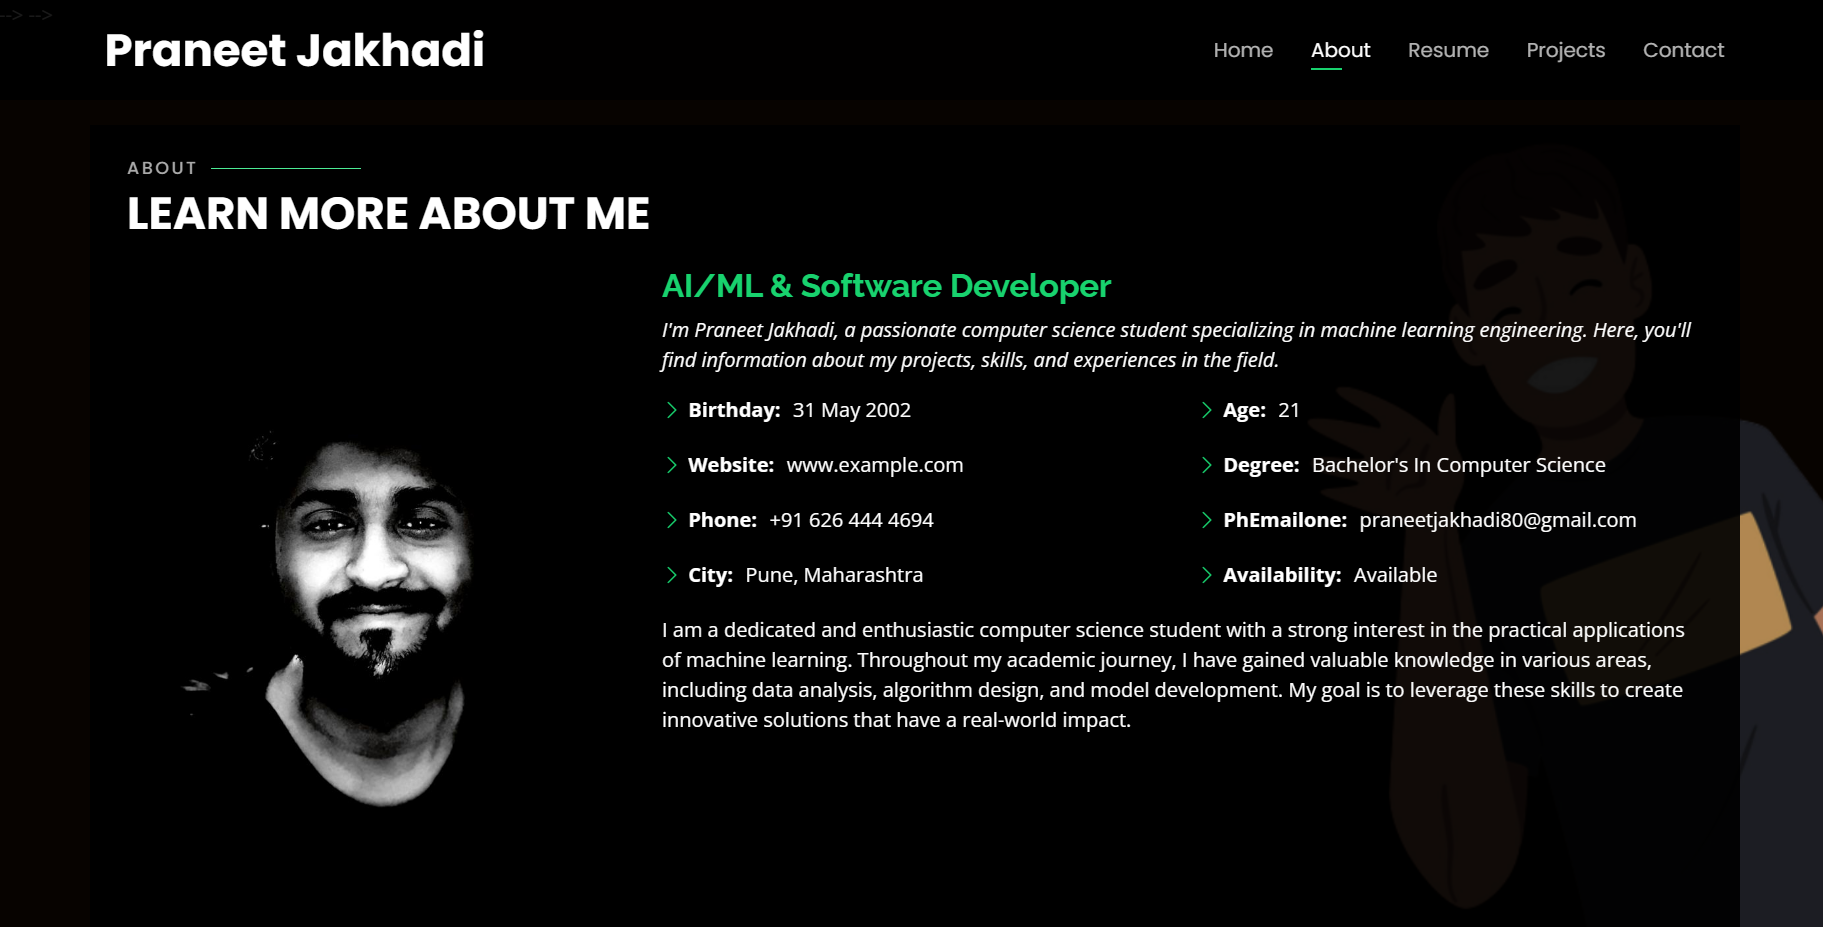 --> -->
Praneet Jakhadi
Home About Resume Projects Contact
ABOUT
LEARN MORE ABOUT ME
AI/ML & Software Developer
I'm Praneet Jakhadi, a passionate computer science student specializing in machine learning engineering. Here, you'll
find information about my projects, skills, and experiences in the field.
Birthday: 31 May 2002
Age: 21
Website: www.example.com
Degree: Bachelor's In Computer Science
Phone: +91 626 444 4694
PhEmailone: praneetjakhadi80@gmail.com
City: Pune, Maharashtra
Availability: Available
I am a dedicated and enthusiastic computer science student with a strong interest in the practical applications
of machine learning. Throughout my academic journey, I have gained valuable knowledge in various areas,
including data analysis, algorithm design, and model development. My goal is to leverage these skills to create
innovative solutions that have a real-world impact.